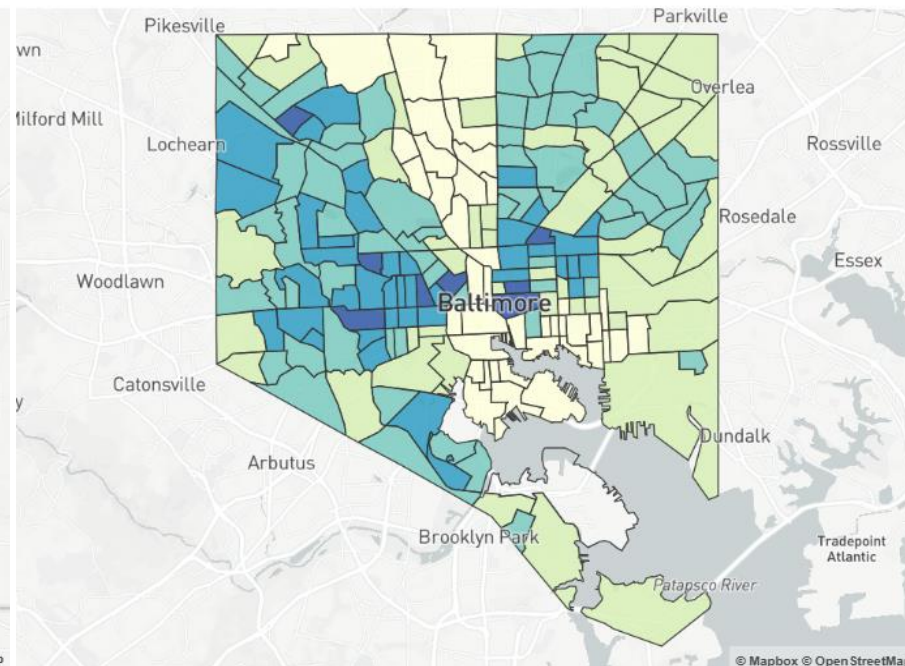 Pikesville
Parkville
wn
Overlea
Milford Mill
Lochearn
Rossville
Rosedale
Woodlawn
Essex
Baltimore
Catonsville
y
Dundalk
Arbutus
Brooklyn Park
Tradepoint
Atlantic
Patapsco River
© Mapbox © OpenStreetMap